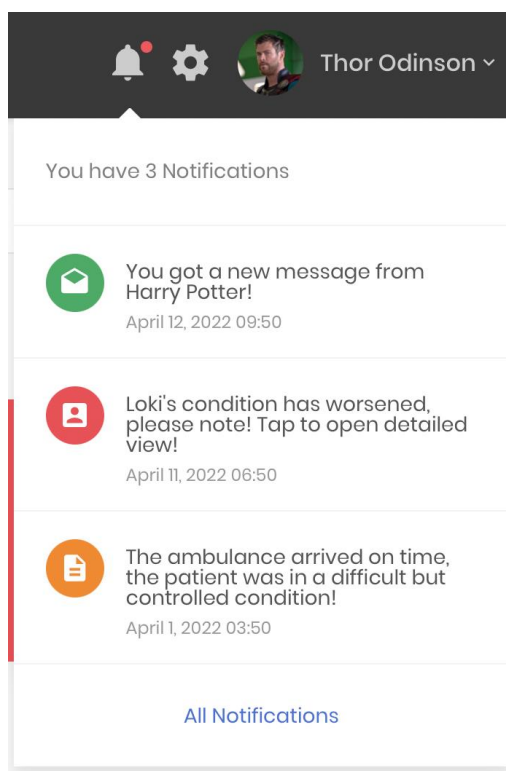 Thor Odinson
You have 3 Notifications
You got a new message from
Harry Potter!
April 12, 2022 09:50
Loki's condition has worsened,
please note! Tap to open detailed
view!
April 11, 2022 06:50
The ambulance arrived on time,
the patient was in a difficult but
controlled condition!
April 1, 2022 03:50
All Notifications